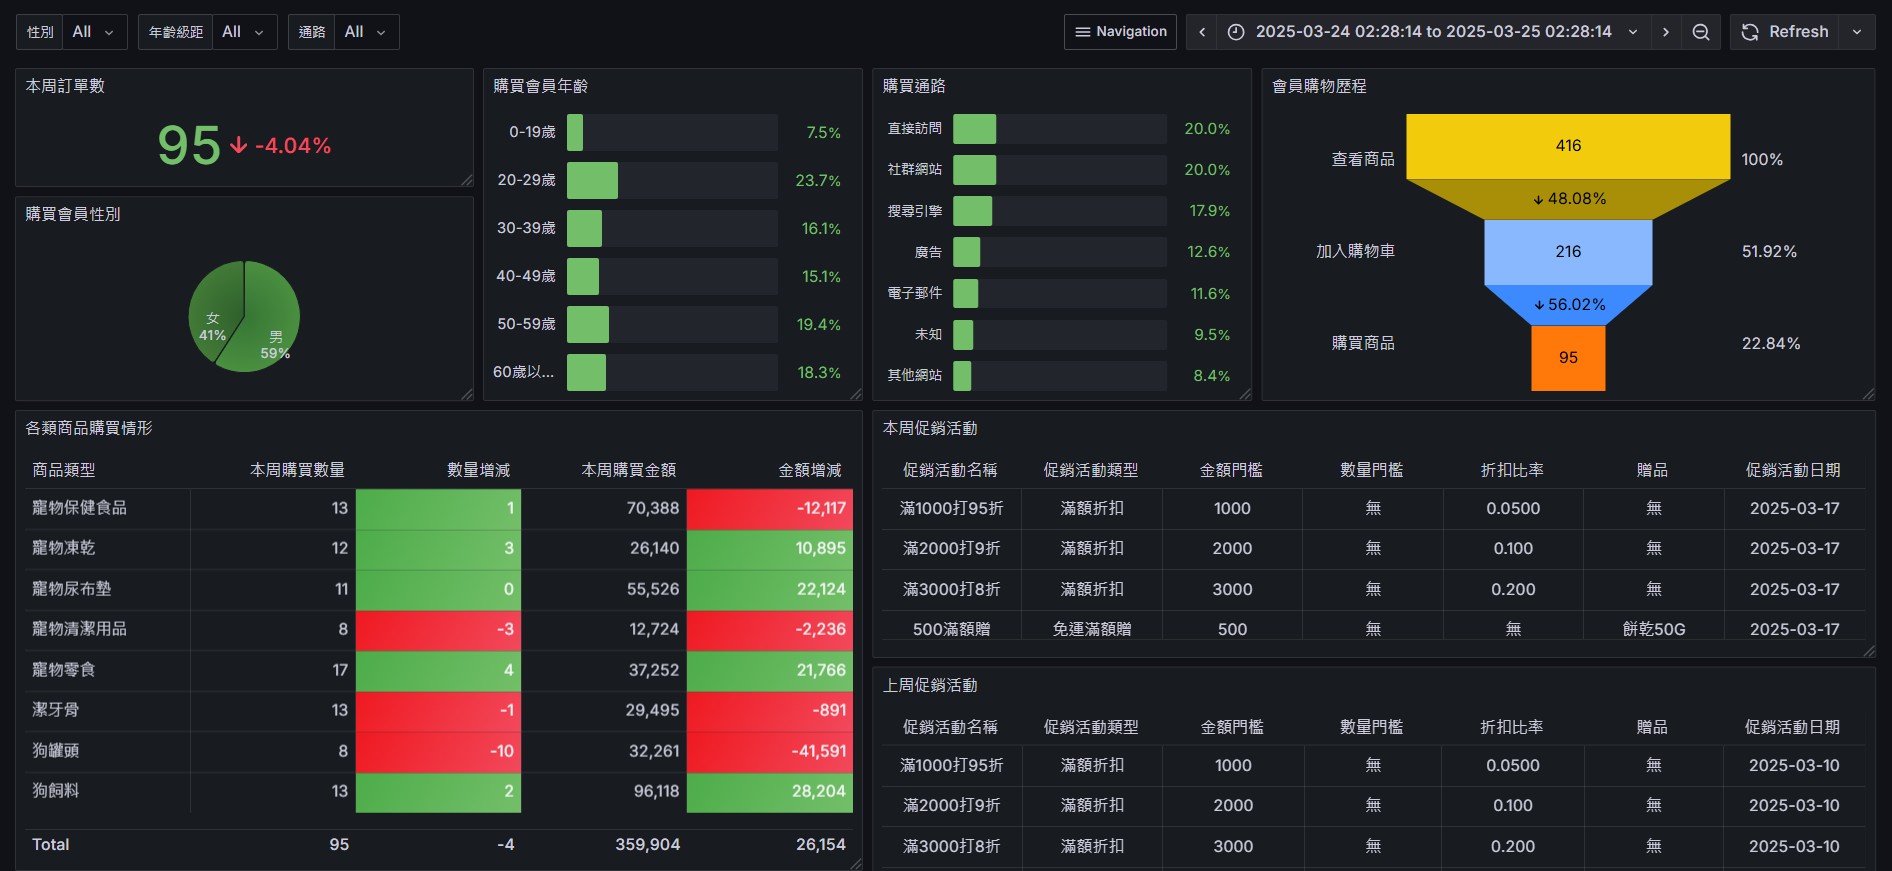 性別 All 年齡級距 All 通路 All Navigation 2025-03-24 02:28:14 to 2025-03-25 02:28:14 Refresh
本周訂單數
95 ↓ -4.04%
購買會員性別
女
41%
男
59%
購買會員年齡
0-19歲 7.5%
20-29歲 23.7%
30-39歲 16.1%
40-49歲 15.1%
50-59歲 19.4%
60歲以... 18.3%
購買通路
直接訪問 20.0%
社群網站 20.0%
搜尋引擎 17.9%
廣告 12.6%
電子郵件 11.6%
未知 9.5%
其他網站 8.4%
會員購物歷程
查看商品 416 100%
↓ 48.08%
加入購物車 216 51.92%
↓ 56.02%
購買商品 95 22.84%
各類商品購買情形
商品類型 本周購買數量 數量增減 本周購買金額 金額增減
寵物保健食品 13 1 70,388 -12,117
寵物凍乾 12 3 26,140 10,895
寵物尿布墊 11 0 55,526 22,124
寵物清潔用品 8 -3 12,724 -2,236
寵物零食 17 4 37,252 21,766
潔牙骨 13 -1 29,495 -891
狗罐頭 8 -10 32,261 -41,591
狗飼料 13 2 96,118 28,204
Total 95 -4 359,904 26,154
本周促銷活動
促銷活動名稱 促銷活動類型 金額門檻 數量門檻 折扣比率 贈品 促銷活動日期
滿1000打95折 滿額折扣 1000 無 0.0500 無 2025-03-17
滿2000打9折 滿額折扣 2000 無 0.100 無 2025-03-17
滿3000打8折 滿額折扣 3000 無 0.200 無 2025-03-17
500滿額贈 免運滿額贈 500 無 無 餅乾50G 2025-03-17
上周促銷活動
促銷活動名稱 促銷活動類型 金額門檻 數量門檻 折扣比率 贈品 促銷活動日期
滿1000打95折 滿額折扣 1000 無 0.0500 無 2025-03-10
滿2000打9折 滿額折扣 2000 無 0.100 無 2025-03-10
滿3000打8折 滿額折扣 3000 無 0.200 無 2025-03-10